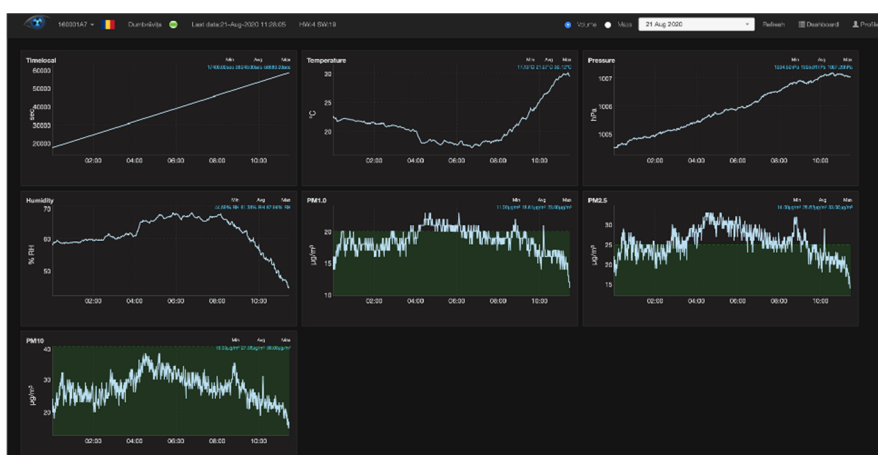 160001A7 Dumbrăvița Last data:21-Aug-2020 11:28:05 HW:4 SW:19 Volume Mass 21 Aug 2020 Refresh Dashboard Profile
Timelocal Min Avg Max
60000
50000
40000
30000
20000
sec
02:00 04:00 06:00 08:00 10:00
Temperature Min Avg Max
30
25
20
°C
02:00 04:00 06:00 08:00 10:00
Pressure Min Avg Max
1007
1006
1005
hPa
02:00 04:00 06:00 08:00 10:00
Humidity Min Avg Max
70
60
50
% RH
02:00 04:00 06:00 08:00 10:00
PM1.0 Min Avg Max
20
15
10
µg/m³
02:00 04:00 06:00 08:00 10:00
PM2.5 Min Avg Max
30
25
20
15
µg/m³
02:00 04:00 06:00 08:00 10:00
PM10 Min Avg Max
40
30
20
µg/m³
02:00 04:00 06:00 08:00 10:00